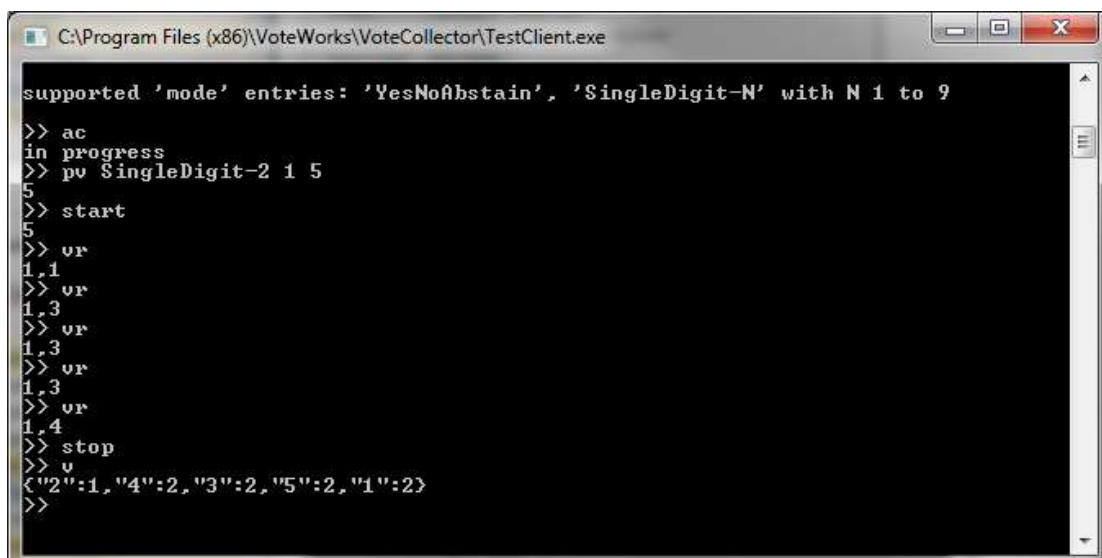 C:\Program Files (x86)\VoteWorks\VoteCollector\TestClient.exe
supported 'mode' entries: 'YesNoAbstain', 'SingleDigit-N' with N 1 to 9
>> ac
in progress
>> pv SingleDigit-2 1 5
5
>> start
5
>> vr
1,1
>> vr
1,3
>> vr
1,3
>> vr
1,3
>> vr
1,4
>> stop
>> v
{"2":1,"4":2,"3":2,"5":2,"1":2}
>>